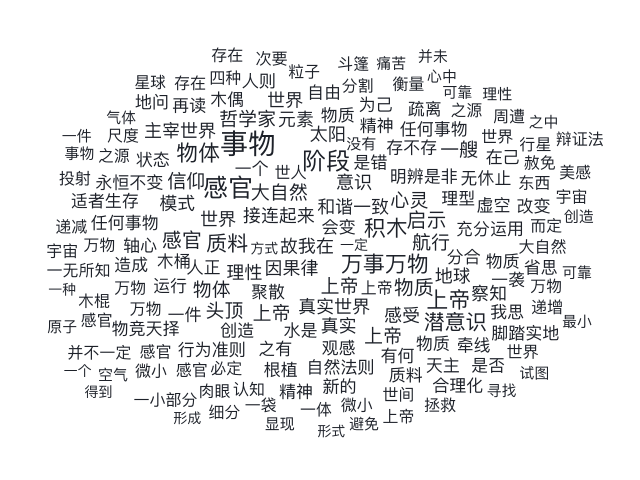 存在 次要 并未
斗篷 痛苦
星球 存在 四种 人则 粒子 分割 衡量 心中
地问 再读 木偶 世界 自由 可靠 理性
气体 哲学家 元素 物质 为己 疏离 之源 周遭 之中
一件 尺度 主宰世界 事物 太阳 精神 任何事物 世界 行星 辩证法
事物 之源 状态 物体 阶段 没有 是错 存不存 一艘 在己 赦免
投射 永恒不变 信仰 感官 一个 世人 意识 明辨是非 无休止 东西 美感
适者生存 模式 大自然 和谐一致 心灵 理型 虚空 改变 宇宙
递减 任何事物 世界 接连起来 会变 积木 启示 充分运用 而定 创造
宇宙 万物 轴心 感官 质料 方式 故我在 一定 航行 大自然
一无所知 造成 木桶 人正 理性 因果律 万事万物 分合 物质 省思 可靠
一种 万物 运行 物体 聚散 上帝 上帝 物质 地球 一袭 万物
木棍 万物 一件 头顶 上帝 真实世界 上帝 察知 我思 递增
原子 感官 物竞天择 创造 水是 真实 感受 潜意识 脚踏实地 最小
并不一定 感官 行为准则 之有 观感 上帝 有何 物质 牵线 世界
一个 空气 微小 感官 必定 根植 自然法则 质料 天主 是否 试图
得到 肉眼 认知 精神 新的 世间 合理化 寻找
一小部分 细分 一袋 一体 微小 上帝 拯救
形成 显现 形式 避免